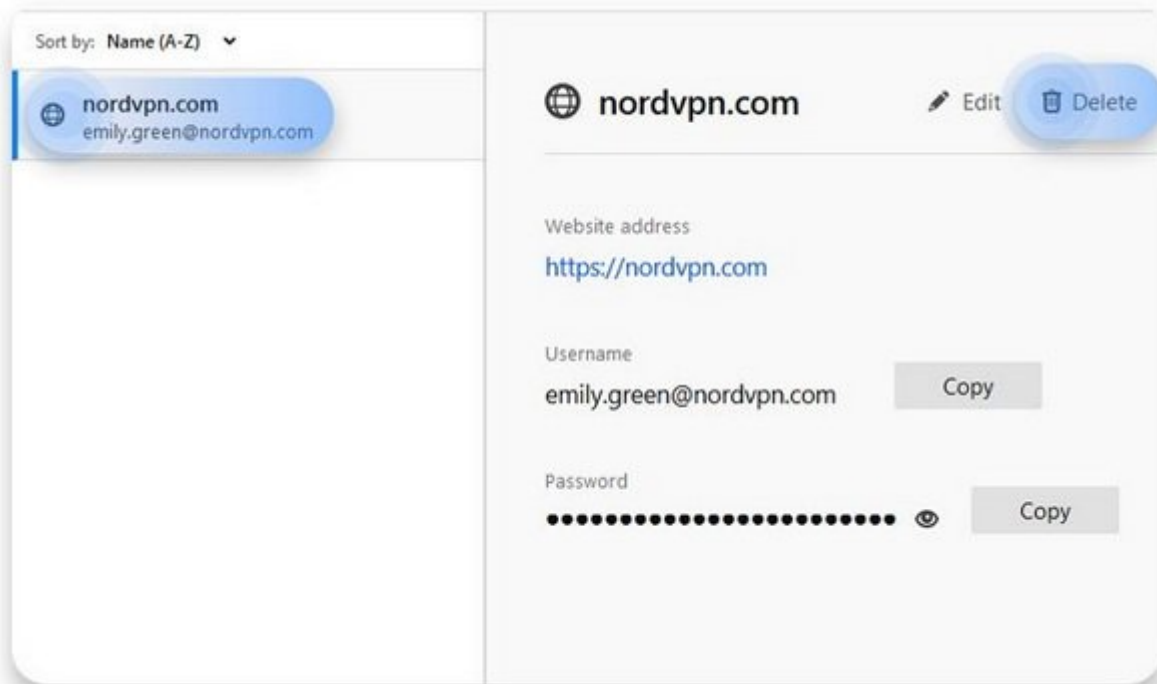 Sort by: Name (A-Z)
nordvpn.com
emily.green@nordvpn.com
nordvpn.com
Edit
Delete
Website address
https://nordvpn.com
Username
emily.green@nordvpn.com
Copy
Password
●●●●●●●●●●●●●●●●●●●●●●●●
Copy